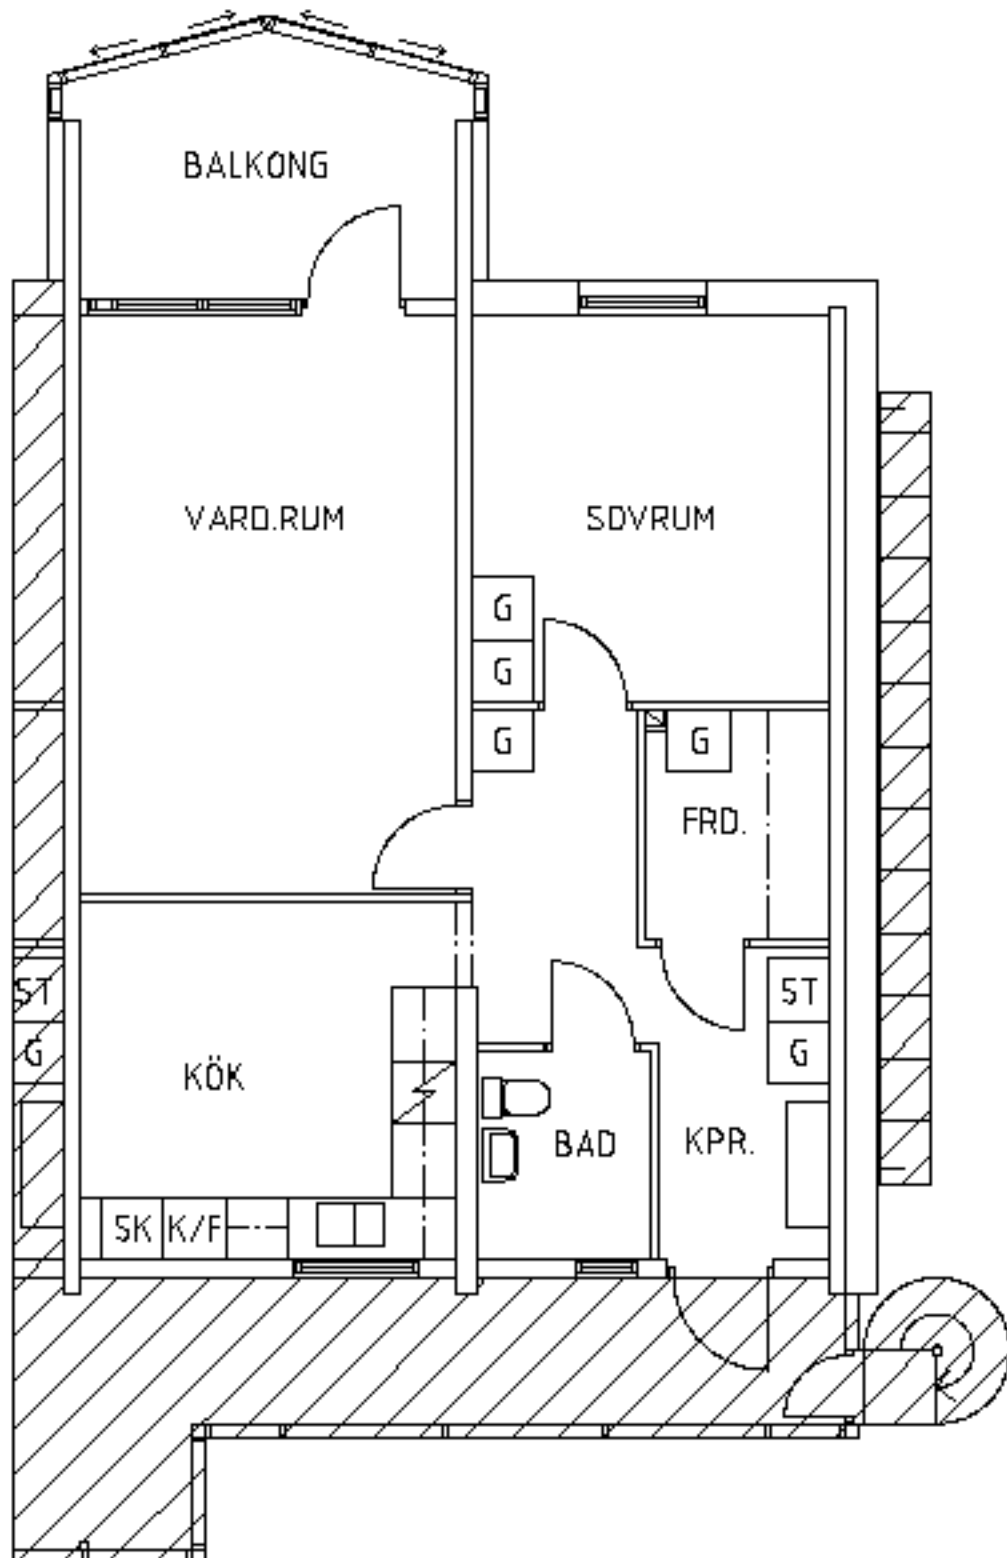 BALKONG
VARD.RUM
SOVRUM
G
G
G
G
FRD.
ST
G
ST
G
KÖK
BAD
KPR.
SK
K/F